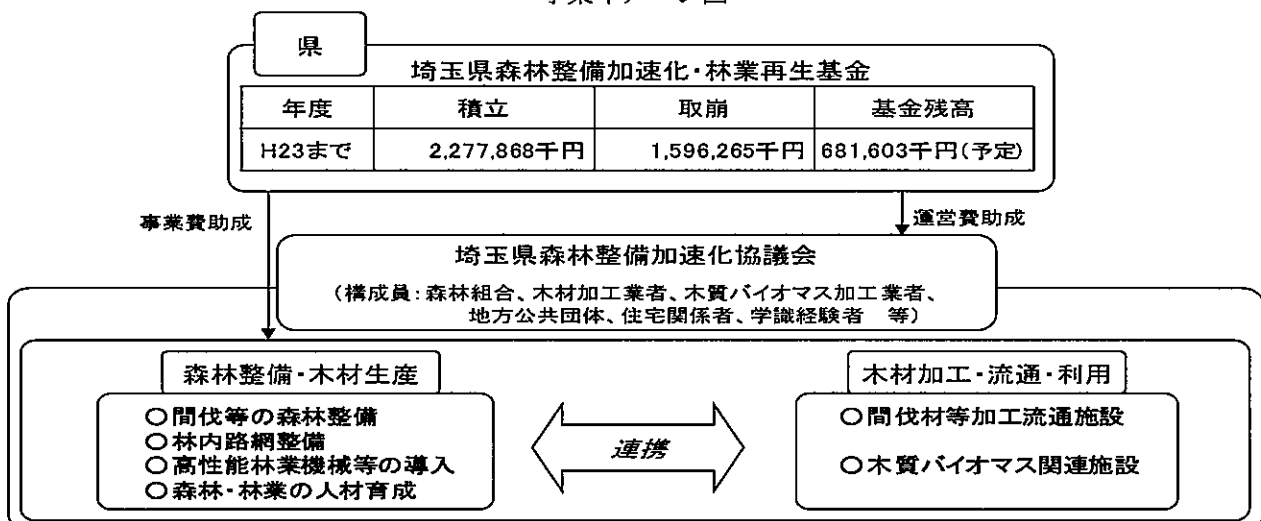 県
埼玉県森林整備加速化・林業再生基金
年度 積立 取崩 基金残高
H23まで 2,277,868千円 1,596,265千円 681,603千円(予定)
事業費助成
運営費助成
埼玉県森林整備加速化協議会
(構成員:森林組合、木材加工業者、木質バイオマス加工業者、
地方公共団体、住宅関係者、学識経験者 等)
森林整備・木材生産
○間伐等の森林整備
○林内路網整備
○高性能林業機械等の導入
○森林・林業の人材育成
連携
木材加工・流通・利用
○間伐材等加工流通施設
○木質バイオマス関連施設